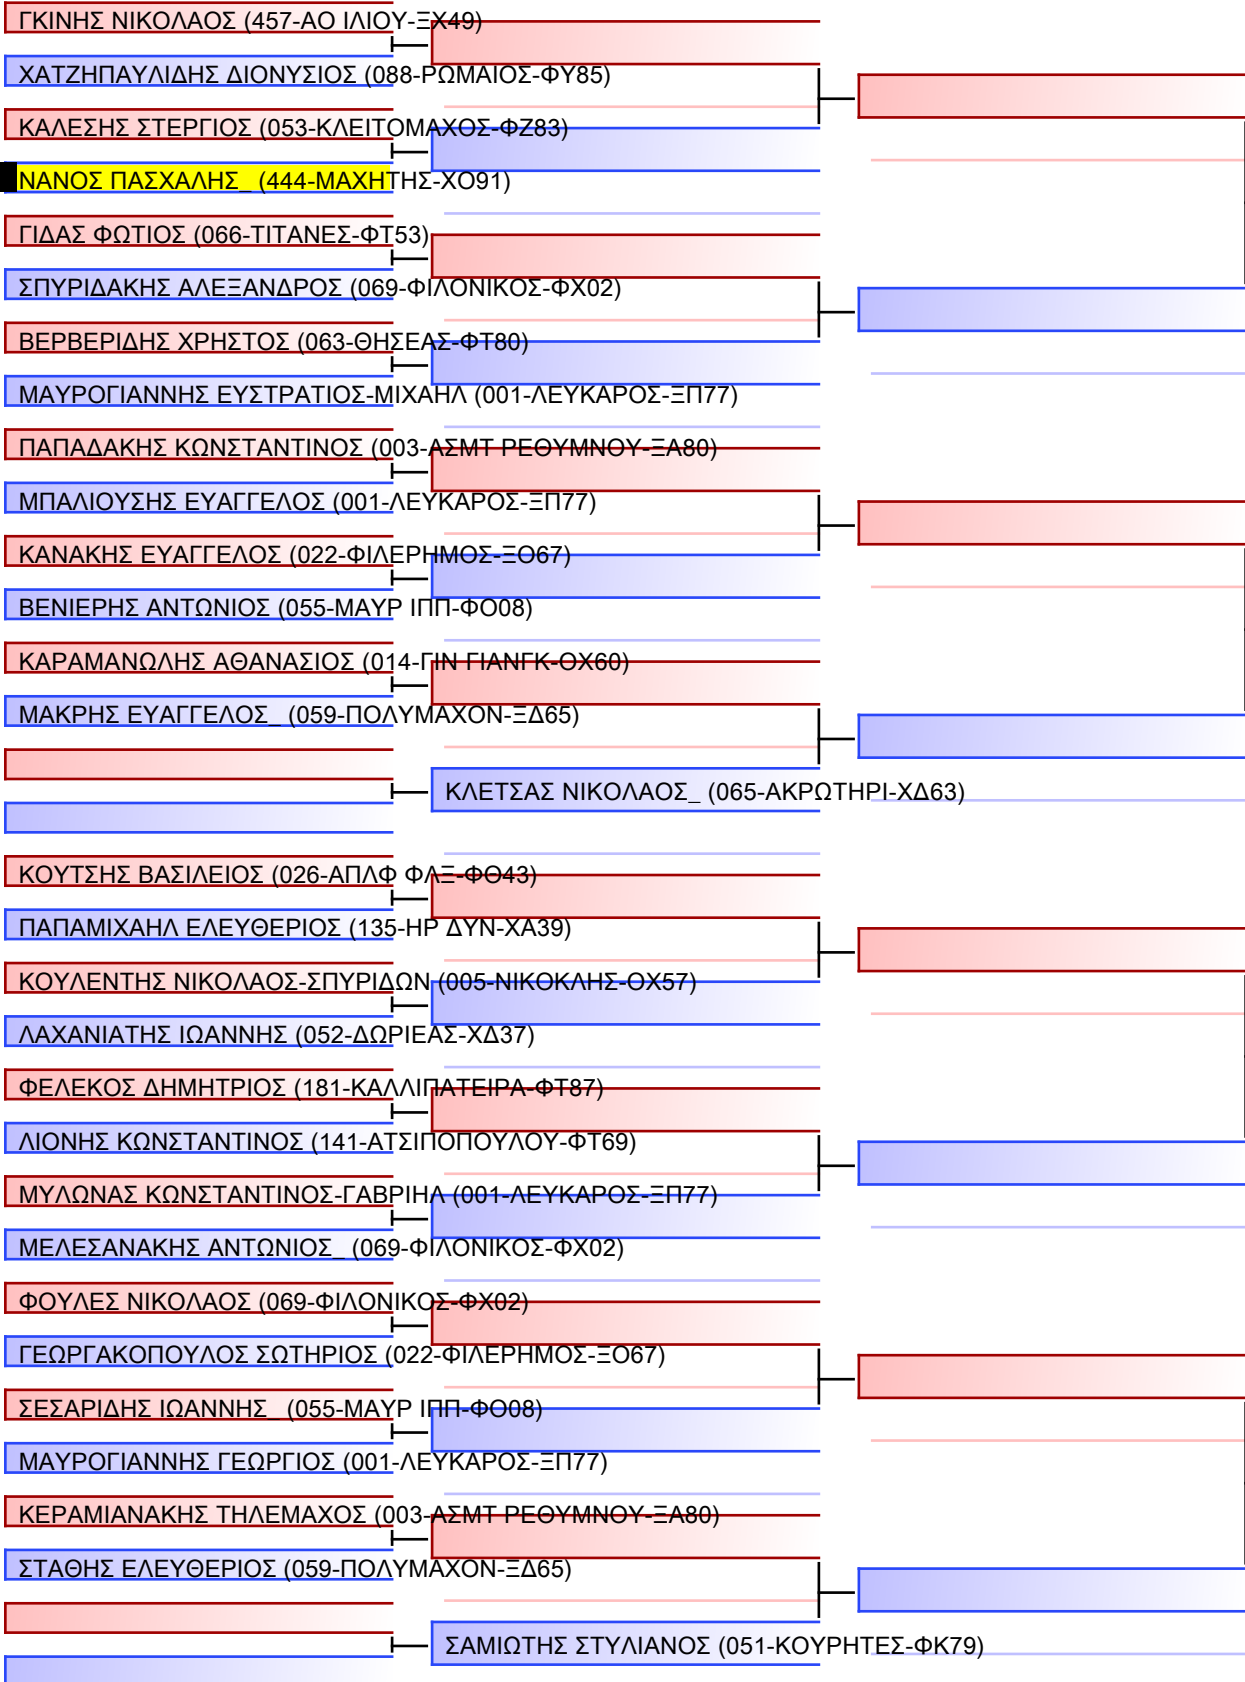 ΓΚΙΝΗΣ ΝΙΚΟΛΑΟΣ (457-ΑΟ ΙΛΙΟΥ-ΞΧ49)
ΧΑΤΖΗΠΑΥΛΙΔΗΣ ΔΙΟΝΥΣΙΟΣ (088-ΡΩΜΑΙΟΣ-ΦΥ85)
ΚΑΛΕΣΗΣ ΣΤΕΡΓΙΟΣ (053-ΚΛΕΙΤΟΜΑΧΟΣ-ΦΖ83)
ΝΑΝΟΣ ΠΑΣΧΑΛΗΣ_ (444-ΜΑΧΗΤΗΣ-ΧΟ91)
ΓΙΔΑΣ ΦΩΤΙΟΣ (066-ΤΙΤΑΝΕΣ-ΦΤ53)
ΣΠΥΡΙΔΑΚΗΣ ΑΛΕΞΑΝΔΡΟΣ (069-ΦΙΛΟΝΙΚΟΣ-ΦΧ02)
ΒΕΡΒΕΡΙΔΗΣ ΧΡΗΣΤΟΣ (063-ΘΗΣΕΑΣ-ΦΤ80)
ΜΑΥΡΟΓΙΑΝΝΗΣ ΕΥΣΤΡΑΤΙΟΣ-ΜΙΧΑΗΛ (001-ΛΕΥΚΑΡΟΣ-ΞΠ77)
ΠΑΠΑΔΑΚΗΣ ΚΩΝΣΤΑΝΤΙΝΟΣ (003-ΑΣΜΤ ΡΕΘΥΜΝΟΥ-ΞΑ80)
ΜΠΑΛΙΟΥΣΗΣ ΕΥΑΓΓΕΛΟΣ (001-ΛΕΥΚΑΡΟΣ-ΞΠ77)
ΚΑΝΑΚΗΣ ΕΥΑΓΓΕΛΟΣ (022-ΦΙΛΕΡΗΜΟΣ-ΞΟ67)
ΒΕΝΙΕΡΗΣ ΑΝΤΩΝΙΟΣ (055-ΜΑΥΡ ΙΠΠ-ΦΟ08)
ΚΑΡΑΜΑΝΩΛΗΣ ΑΘΑΝΑΣΙΟΣ (014-ΓΙΝ ΓΙΑΝΓΚ-ΟΧ60)
ΜΑΚΡΗΣ ΕΥΑΓΓΕΛΟΣ_ (059-ΠΟΛΥΜΑΧΟΝ-ΞΔ65)
ΚΛΕΤΣΑΣ ΝΙΚΟΛΑΟΣ_ (065-ΑΚΡΩΤΗΡΙ-ΧΔ63)
ΚΟΥΤΣΗΣ ΒΑΣΙΛΕΙΟΣ (026-ΑΠΛΦ ΦΛΞ-ΦΘ43)
ΠΑΠΑΜΙΧΑΗΛ ΕΛΕΥΘΕΡΙΟΣ (135-ΗΡ ΔΥΝ-ΧΑ39)
ΚΟΥΛΕΝΤΗΣ ΝΙΚΟΛΑΟΣ-ΣΠΥΡΙΔΩΝ (005-ΝΙΚΟΚΛΗΣ-ΟΧ57)
ΛΑΧΑΝΙΑΤΗΣ ΙΩΑΝΝΗΣ (052-ΔΩΡΙΕΑΣ-ΧΔ37)
ΦΕΛΕΚΟΣ ΔΗΜΗΤΡΙΟΣ (181-ΚΑΛΛΙΠΑΤΕΙΡΑ-ΦΤ87)
ΛΙΟΝΗΣ ΚΩΝΣΤΑΝΤΙΝΟΣ (141-ΑΤΣΙΠΟΠΟΥΛΟΥ-ΦΤ69)
ΜΥΛΩΝΑΣ ΚΩΝΣΤΑΝΤΙΝΟΣ-ΓΑΒΡΙΗΛ (001-ΛΕΥΚΑΡΟΣ-ΞΠ77)
ΜΕΛΕΣΑΝΑΚΗΣ ΑΝΤΩΝΙΟΣ_ (069-ΦΙΛΟΝΙΚΟΣ-ΦΧ02)
ΦΟΥΛΕΣ ΝΙΚΟΛΑΟΣ (069-ΦΙΛΟΝΙΚΟΣ-ΦΧ02)
ΓΕΩΡΓΑΚΟΠΟΥΛΟΣ ΣΩΤΗΡΙΟΣ (022-ΦΙΛΕΡΗΜΟΣ-ΞΟ67)
ΣΕΣΑΡΙΔΗΣ ΙΩΑΝΝΗΣ_ (055-ΜΑΥΡ ΙΠΠ-ΦΟ08)
ΜΑΥΡΟΓΙΑΝΝΗΣ ΓΕΩΡΓΙΟΣ (001-ΛΕΥΚΑΡΟΣ-ΞΠ77)
ΚΕΡΑΜΙΑΝΑΚΗΣ ΤΗΛΕΜΑΧΟΣ (003-ΑΣΜΤ ΡΕΘΥΜΝΟΥ-ΞΑ80)
ΣΤΑΘΗΣ ΕΛΕΥΘΕΡΙΟΣ (059-ΠΟΛΥΜΑΧΟΝ-ΞΔ65)
ΣΑΜΙΩΤΗΣ ΣΤΥΛΙΑΝΟΣ (051-ΚΟΥΡΗΤΕΣ-ΦΚ79)